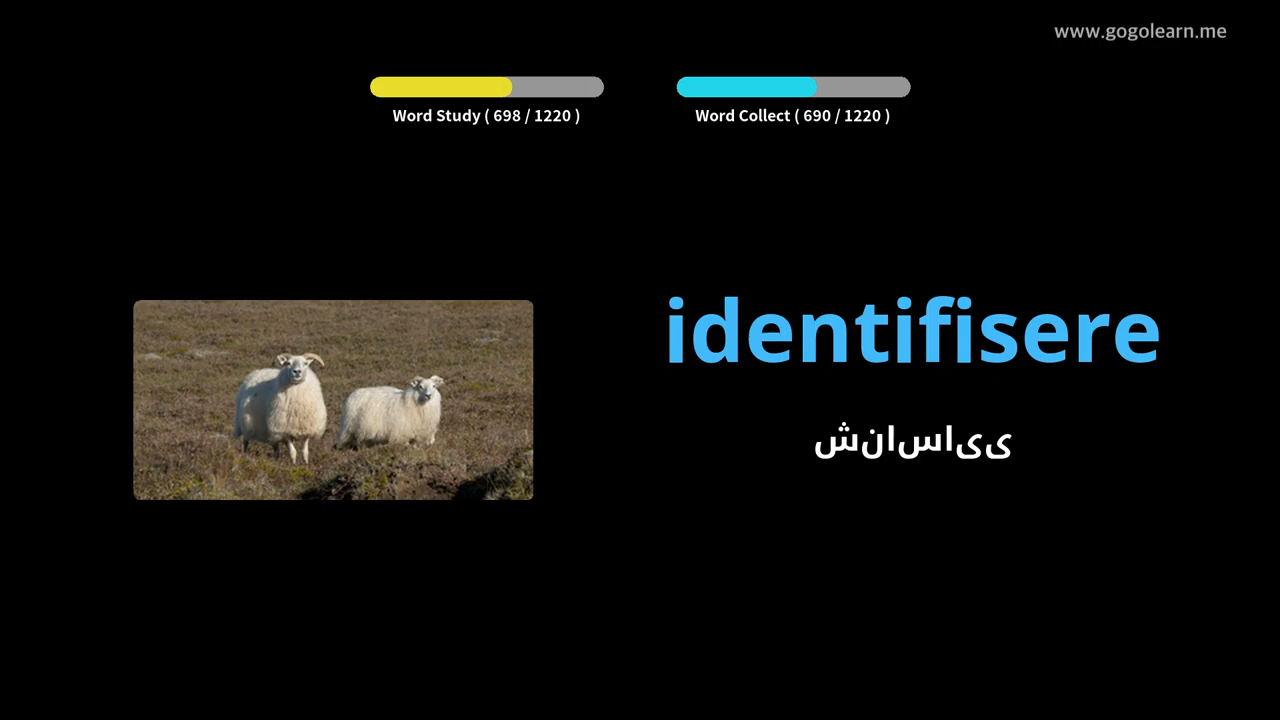 www.gogolearn.me
Word Study ( 698 / 1220 )
Word Collect ( 690 / 1220 )
identifisere
شناسایی